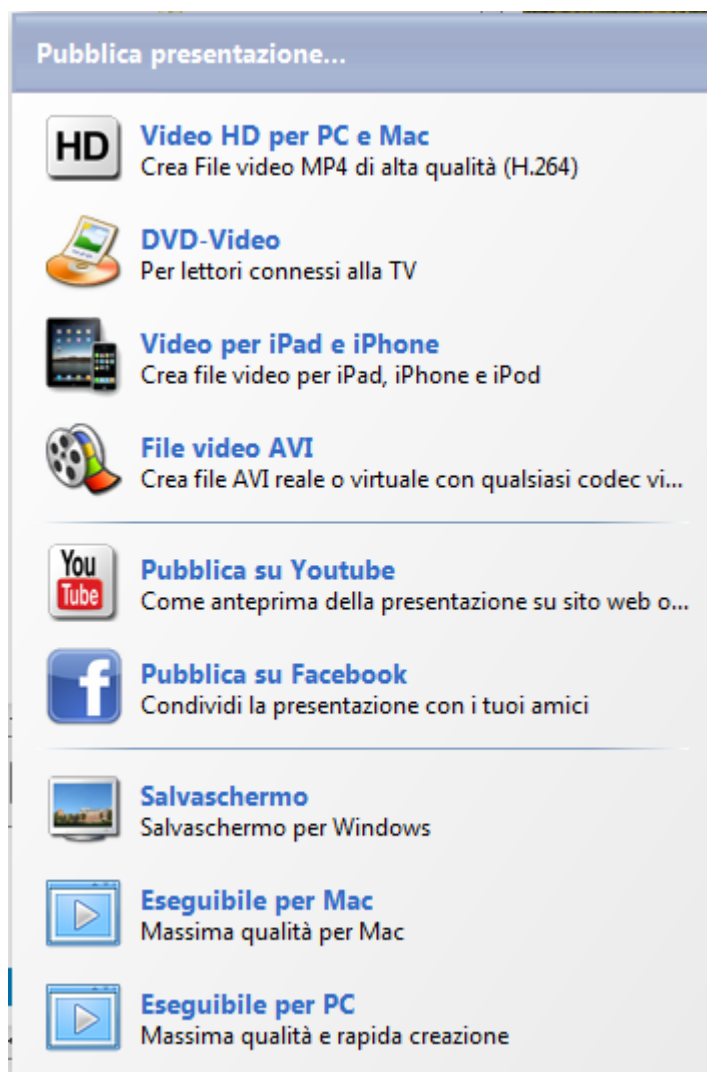 Pubblica presentazione...
HD
Video HD per PC e Mac
Crea File video MP4 di alta qualità (H.264)
DVD-Video
Per lettori connessi alla TV
Video per iPad e iPhone
Crea file video per iPad, iPhone e iPod
File video AVI
Crea file AVI reale o virtuale con qualsiasi codec vi...
You
Tube
Pubblica su Youtube
Come anteprima della presentazione su sito web o...
f
Pubblica su Facebook
Condividi la presentazione con i tuoi amici
Salvaschermo
Salvaschermo per Windows
Eseguibile per Mac
Massima qualità per Mac
Eseguibile per PC
Massima qualità e rapida creazione